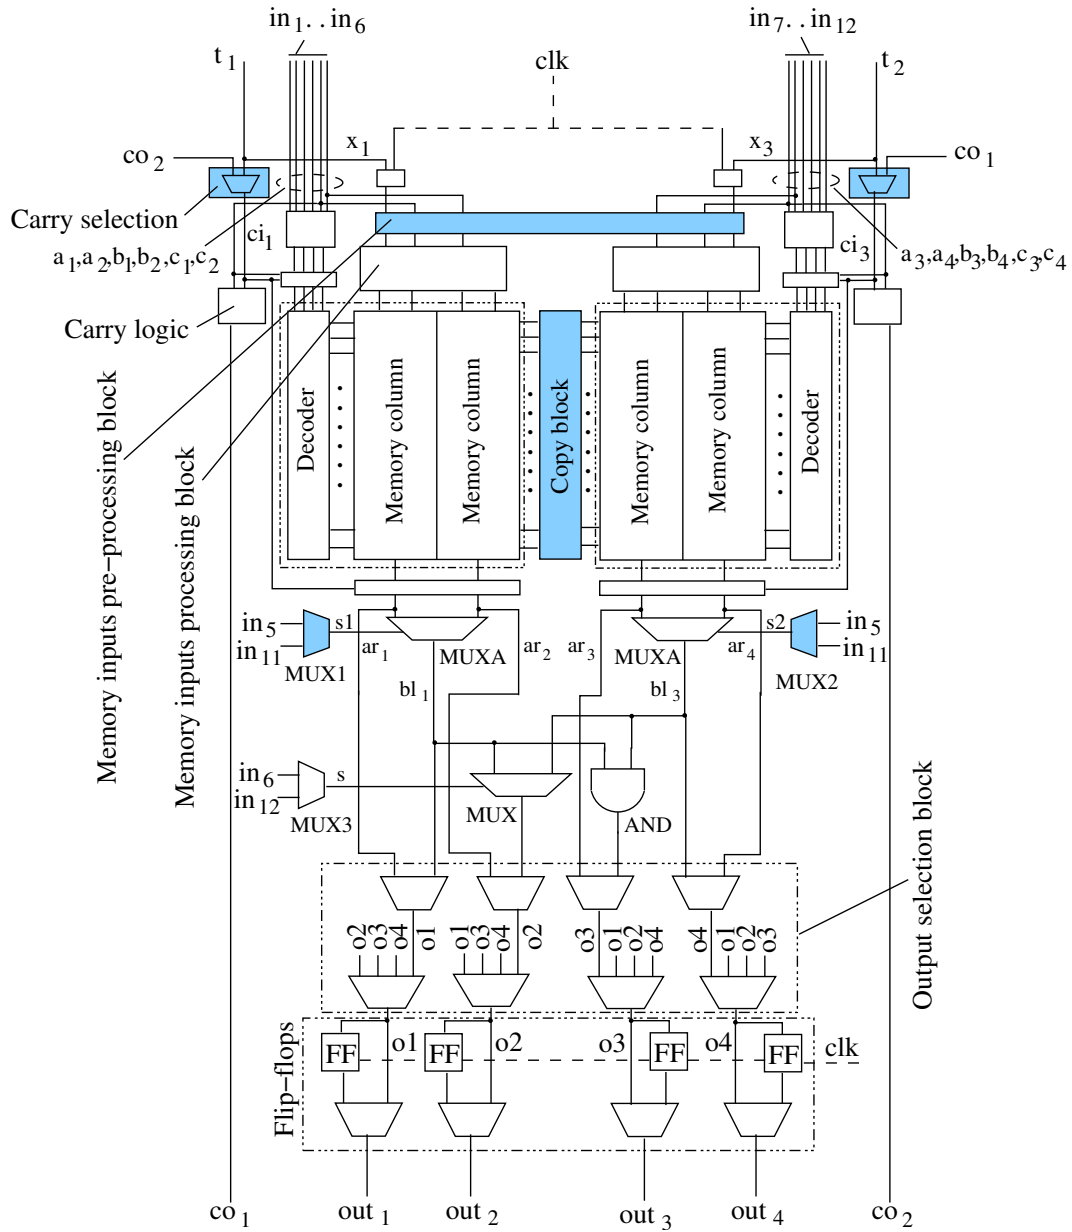 in1..in6
in7..in12
t1
clk
t2
x1
x3
co2
co1
Carry selection
ci1
ci3
a1,a2,b1,b2,c1,c2
a3,a4,b3,b4,c3,c4
Carry logic
Decoder
Memory column
Memory column
Copy block
Memory column
Memory column
Decoder
Memory inputs pre-processing block
Memory inputs processing block
in5
s1
s2
in5
in11
ar1
MUXA
ar2
ar3
MUXA
ar4
in11
MUX1
MUX2
bl1
bl3
in6
s
in12
MUX3
MUX
AND
Output selection block
o2
o3
o4
o1
o1
o3
o4
o2
o3
o1
o2
o4
o4
o1
o2
o3
Flip-flops
FF
o1
FF
o2
o3
FF
o4
FF
clk
co1
out1
out2
out3
out4
co2